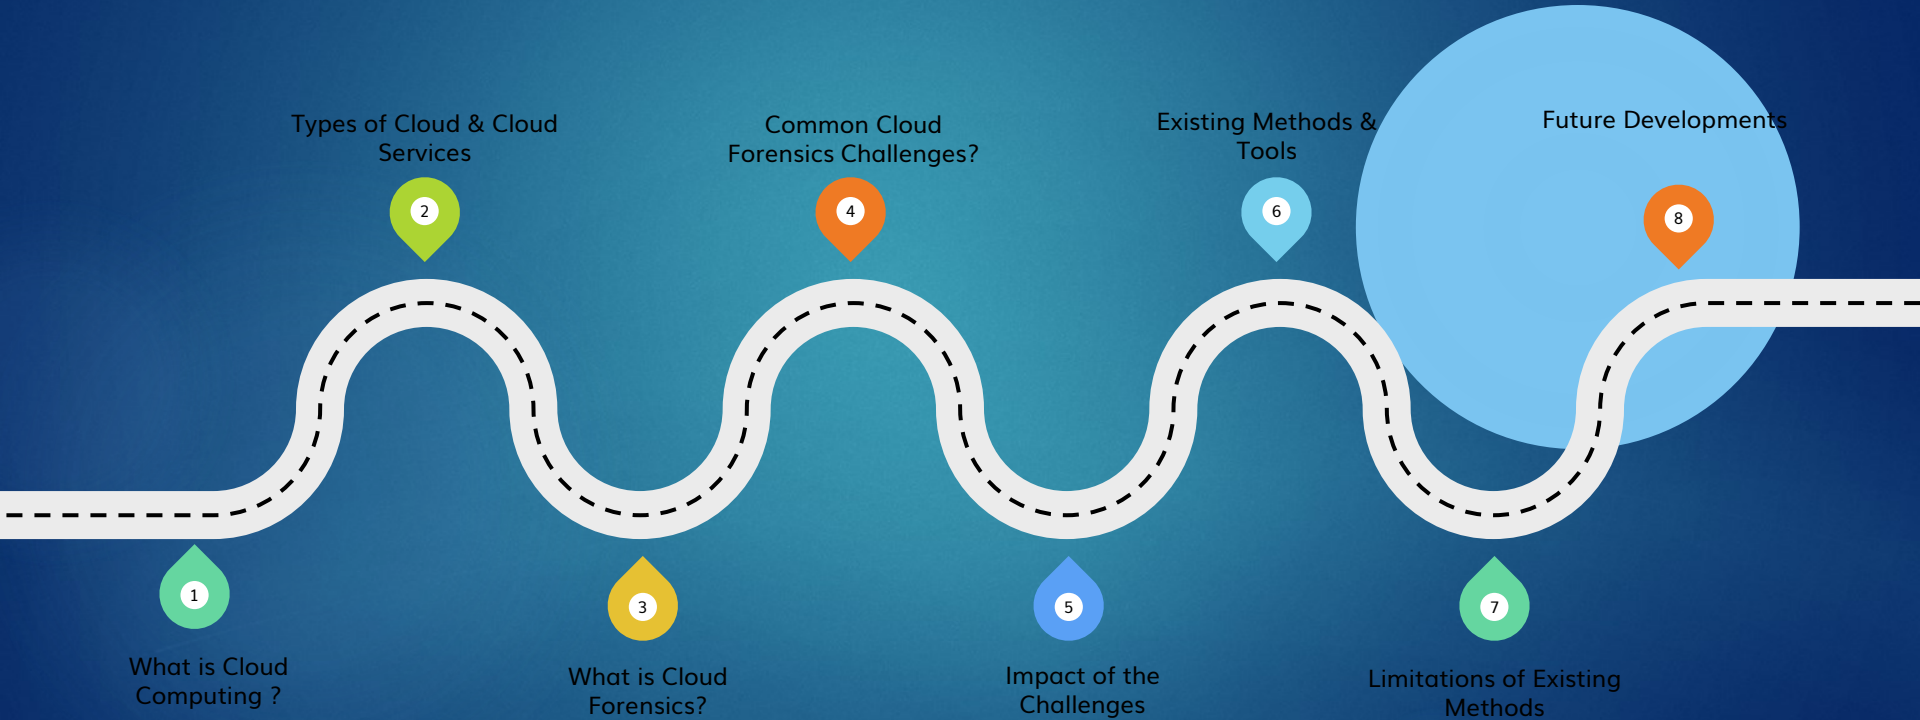 Types of Cloud & Cloud
Services
2
Common Cloud
Forensics Challenges?
4
Existing Methods &
Tools
6
Future Developments
8
1
What is Cloud
Computing ?
3
What is Cloud
Forensics?
5
Impact of the
Challenges
7
Limitations of Existing
Methods